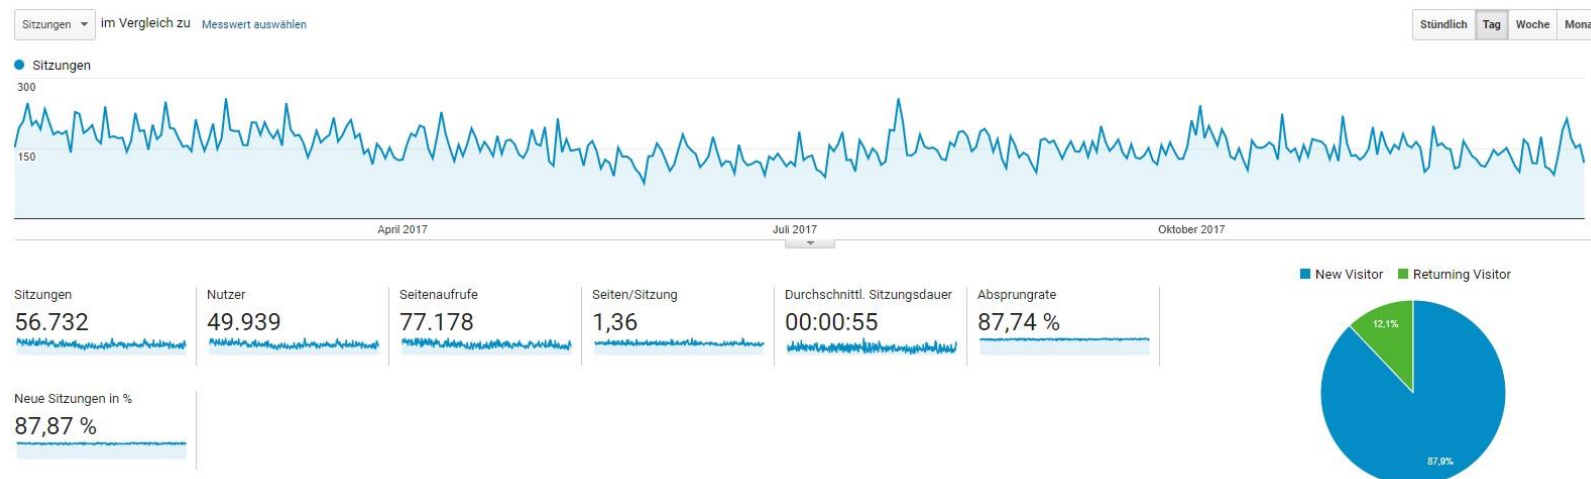 Sitzungen im Vergleich zu Messwert auswählen
Stündlich Tag Woche Mona
Sitzungen
300
150
April 2017 Juli 2017 Oktober 2017
New Visitor Returning Visitor
Sitzungen Nutzer Seitenaufrufe Seiten/Sitzung Durchschnittl. Sitzungsdauer Absprungrate
56.732 49.939 77.178 1,36 00:00:55 87,74 %
12,1%
Neue Sitzungen in %
87,87 %
87,9%